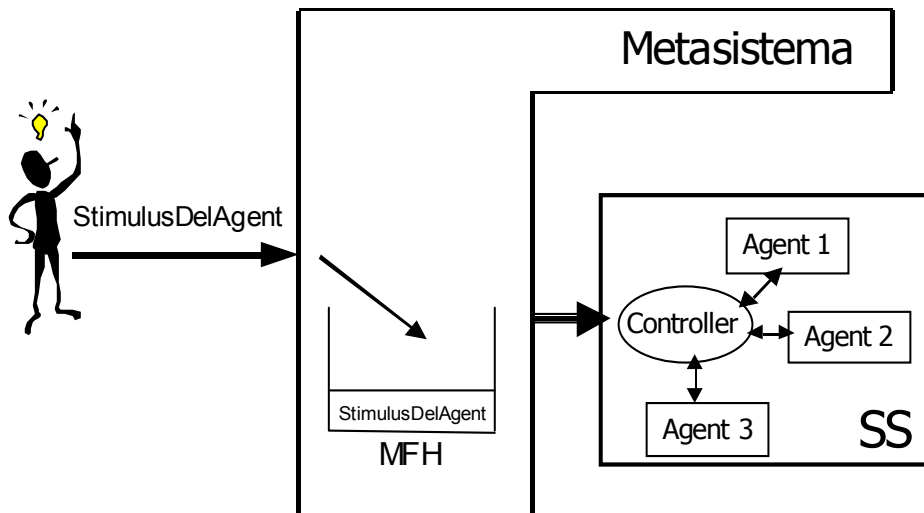 Metasistema
StimulusDelAgent
Agent 1
Controller
Agent 2
StimulusDelAgent
Agent 3
SS
MFH